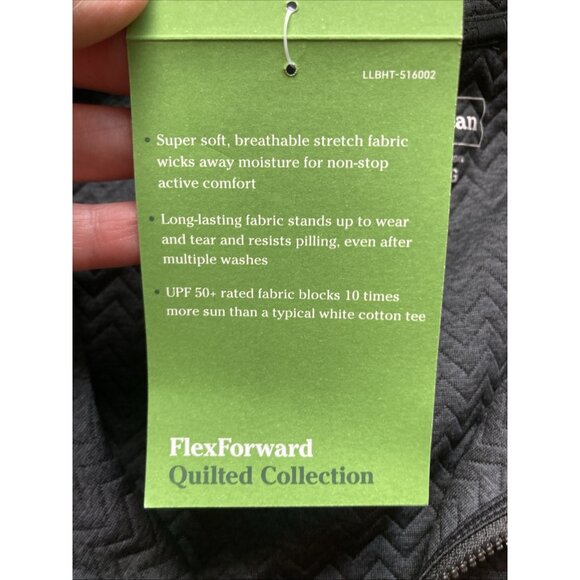 LLBHT-516002
• Super soft, breathable stretch fabric
wicks away moisture for non-stop
active comfort
• Long-lasting fabric stands up to wear
and tear and resists pilling, even after
multiple washes
• UPF 50+ rated fabric blocks 10 times
more sun than a typical white cotton tee
FlexForward
Quilted Collection
an
G